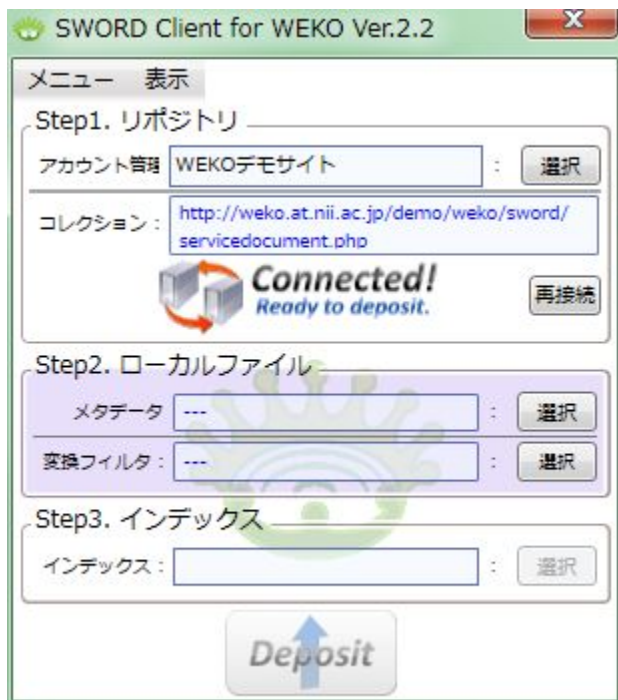 SWORD Client for WEKO Ver.2.2
x
メニュー 表示
Step1. リポジトリ
アカウント管理 WEKOデモサイト : 選択
コレクション : http://weko.at.nii.ac.jp/demo/weko/sword/
servicedocument.php
Connected!
Ready to deposit.
再接続
Step2. ローカルファイル
メタデータ --- : 選択
変換フィルタ : --- : 選択
Step3. インデックス
インデックス : : 選択
Deposit